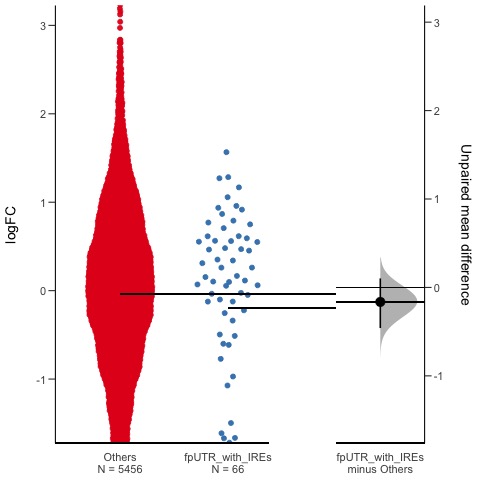 logFC
3
2
1
0
-1
Others
N = 5456
fpUTR_with_IREs
N = 66
3
2
1
0
-1
Unpaired mean difference
fpUTR_with_IREs
minus Others